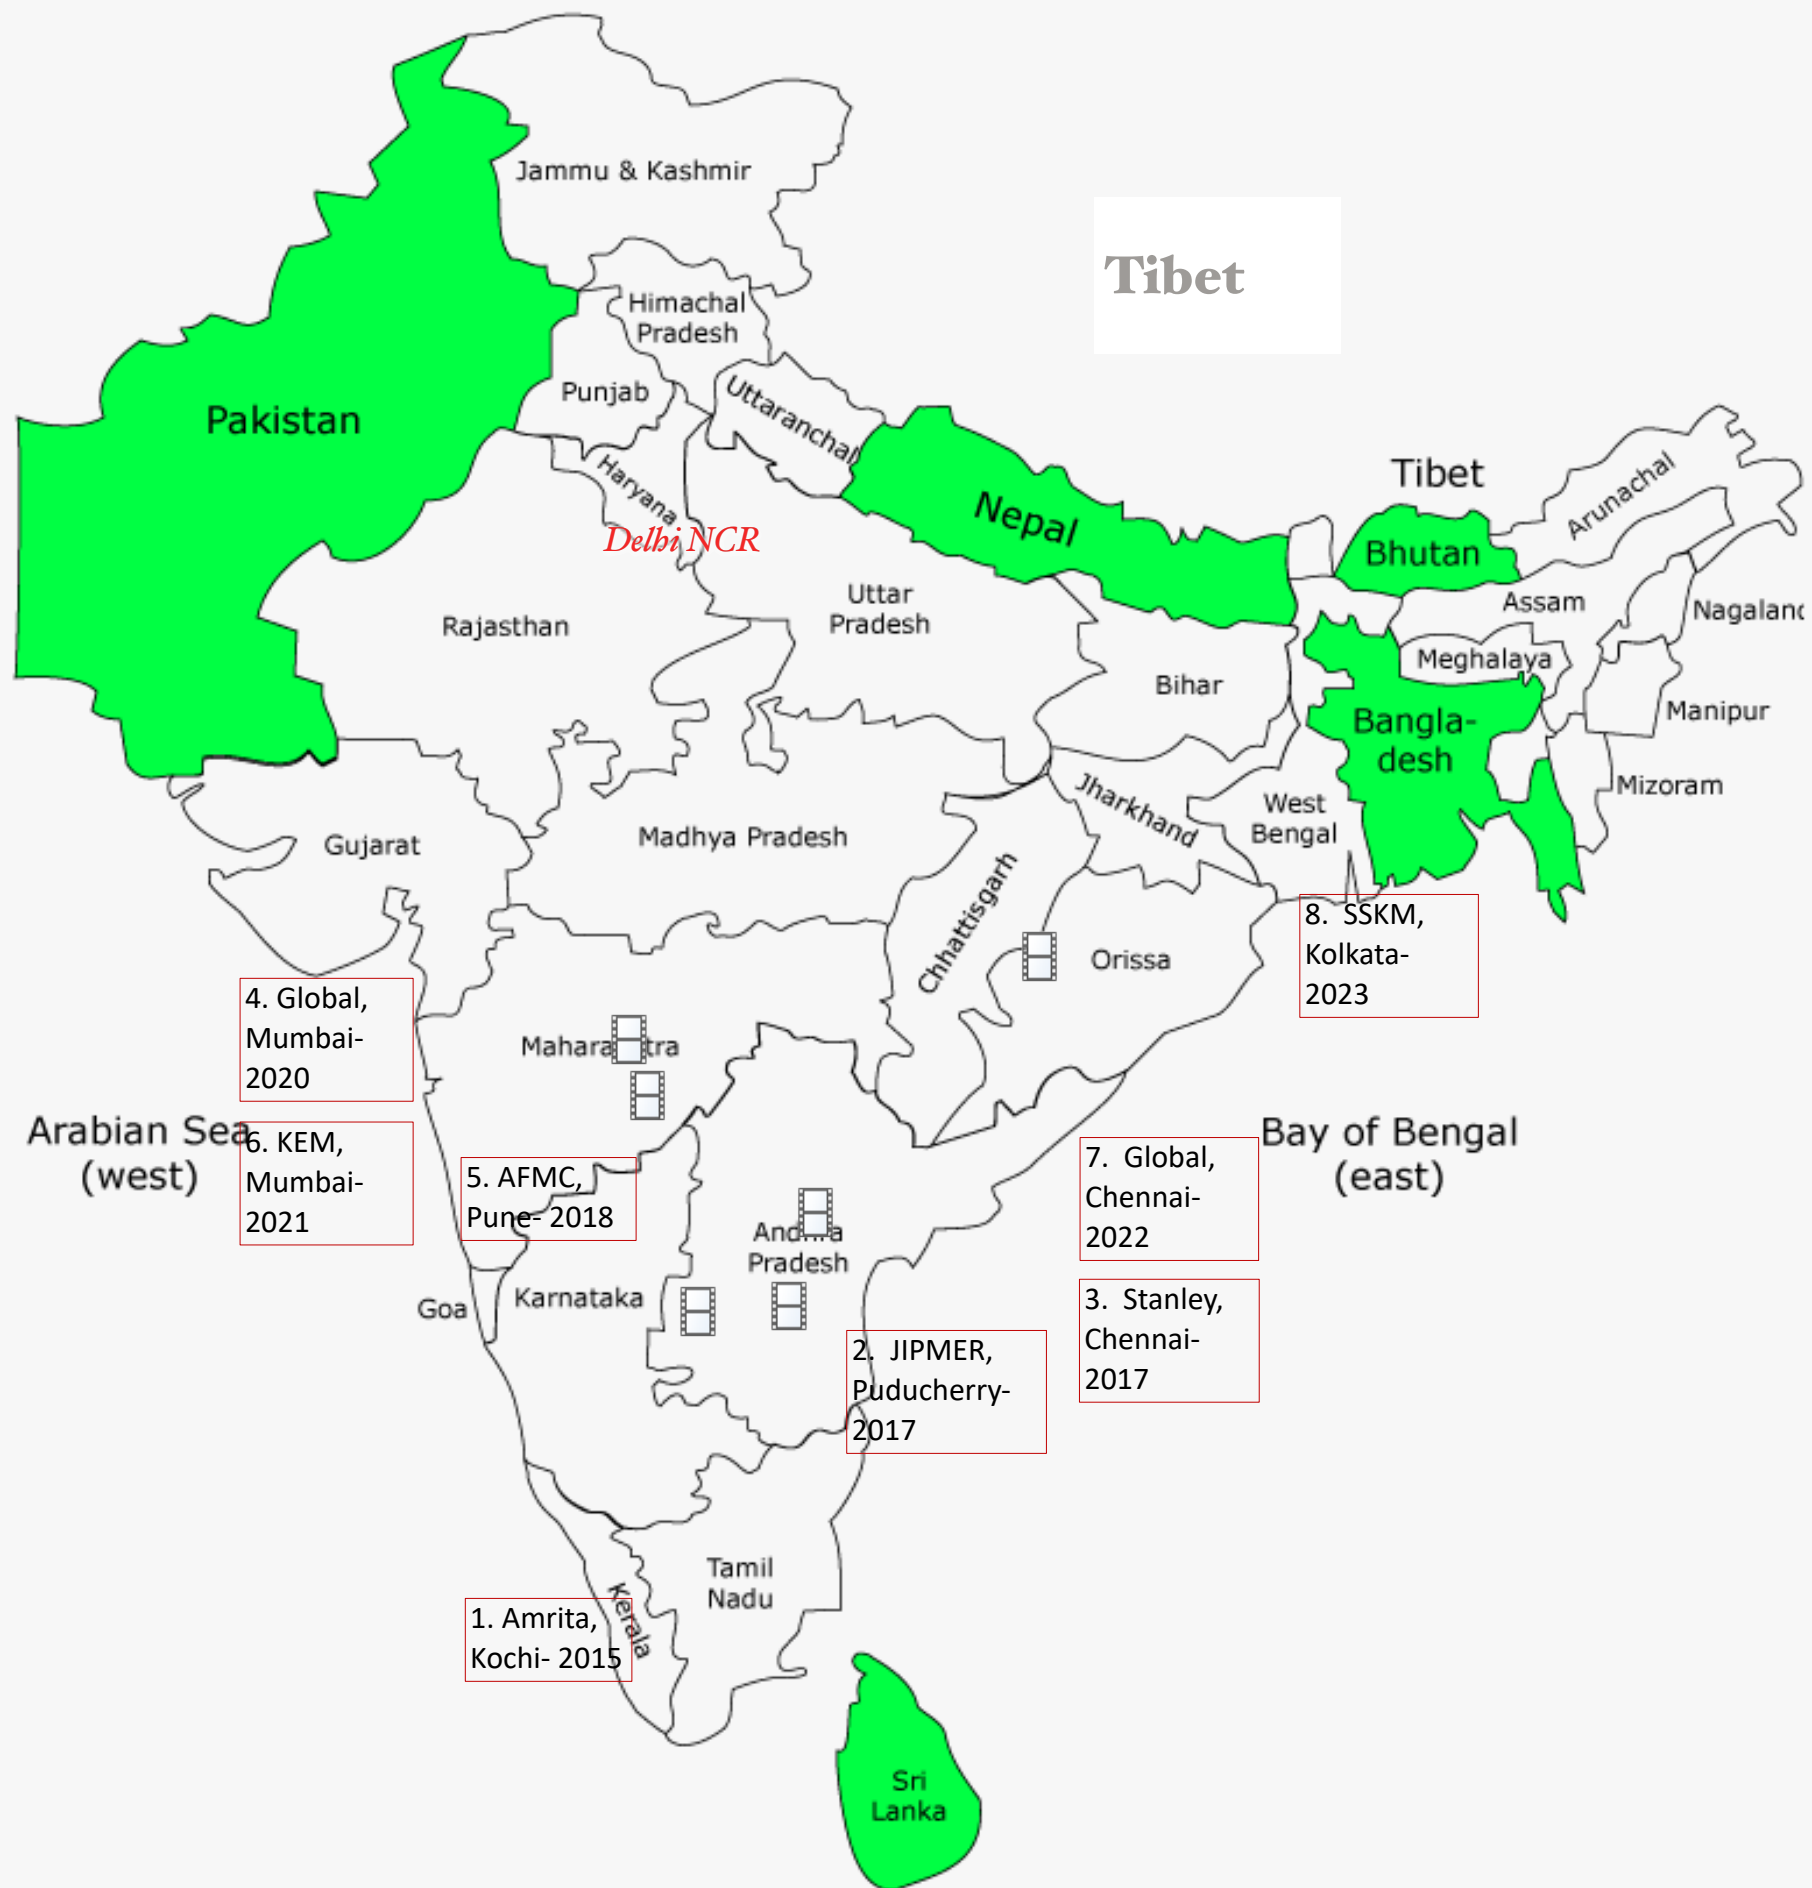 Jammu & Kashmir
Tibet
Himachal
Pradesh
Punjab
Uttaranchal
Pakistan
Haryana
Delhi NCR
Nepal
Tibet
Arunachal
Bhutan
Rajasthan
Uttar
Pradesh
Assam
Nagaland
Bihar
Meghalaya
Manipur
Bangla-
desh
Mizoram
Gujarat
Madhya Pradesh
Jharkhand
West
Bengal
Chhattisgarh
Orissa
8. SSKM,
Kolkata-
2023
4. Global,
Mumbai-
2020
Maharashtra
Arabian Sea
(west)
6. KEM,
Mumbai-
2021
5. AFMC,
Pune- 2018
Bay of Bengal
(east)
7. Global,
Chennai-
2022
Andhra
Pradesh
Goa
Karnataka
3. Stanley,
Chennai-
2017
2. JIPMER,
Puducherry-
2017
Tamil
Nadu
Kerala
1. Amrita,
Kochi- 2015
Sri
Lanka